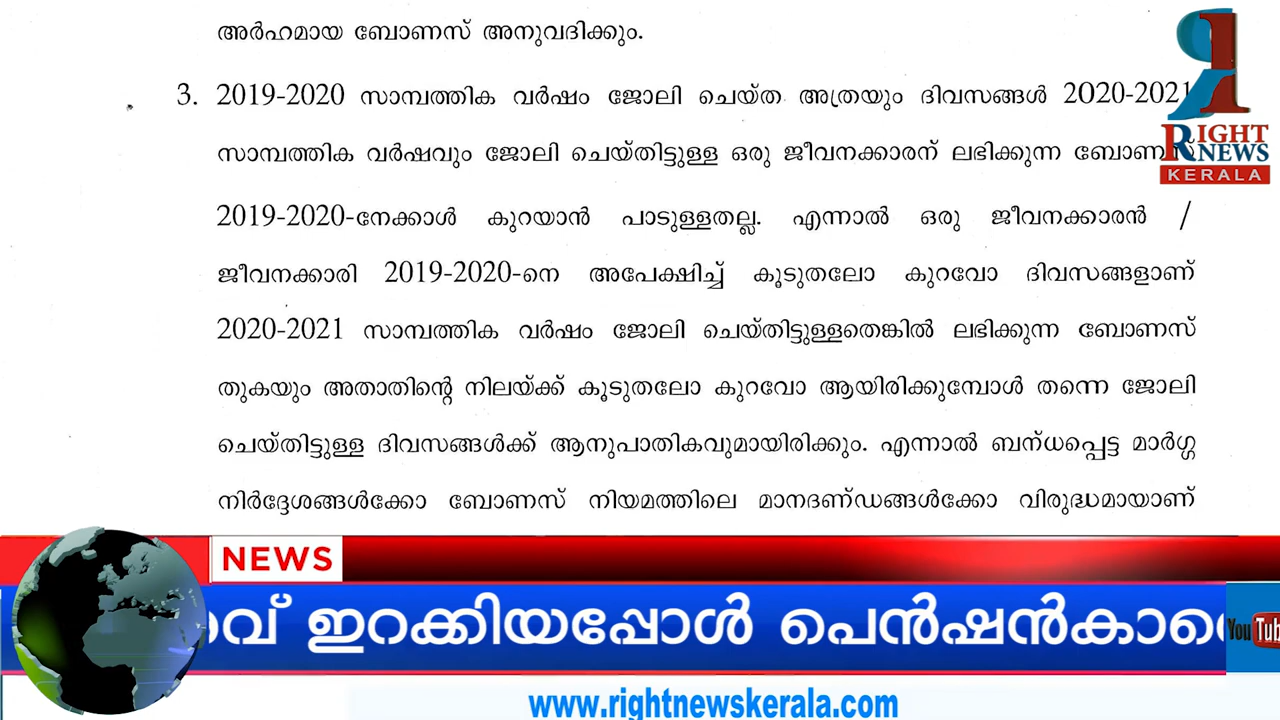 അർഹമായ ബോണസ് അനുവദിക്കും.
3. 2019-2020 സാമ്പത്തിക വർഷം ജോലി ചെയ്ത അത്രയും ദിവസങ്ങൾ 2020-2021
സാമ്പത്തിക വർഷവും ജോലി ചെയ്തിട്ടുള്ള ഒരു ജീവനക്കാരന് ലഭിക്കുന്ന
2019-2020-നേക്കാൾ കുറയാൻ പാടുള്ളതല്ല. എന്നാൽ ഒരു ജീവനക്കാരൻ /
ജീവനക്കാരി 2019-2020-നെ അപേക്ഷിച്ച് കൂടുതലോ കുറവോ ദിവസങ്ങളാണ്
2020-2021 സാമ്പത്തിക വർഷം ജോലി ചെയ്തിട്ടുള്ളതെങ്കിൽ ലഭിക്കുന്ന ബോണസ്
തുകയും അതാതിന്റെ നിലയ്ക്ക് കൂടുതലോ കുറവോ ആയിരിക്കുമ്പോൾ തന്നെ ജോലി
ചെയ്തിട്ടുള്ള ദിവസങ്ങൾക്ക് ആനുപാതികവുമായിരിക്കും. എന്നാൽ ബന്ധപ്പെട്ട മാർഗ്ഗ
നിർദ്ദേശങ്ങൾക്കോ ബോണസ് നിയമത്തിലെ മാനദണ്ഡങ്ങൾക്കോ വിരുദ്ധമായാണ്
RIGHT
NEWS
KERALA
NEWS
ഇറക്കിയപ്പോൾ
YouTub
www.rightnewskerala.com